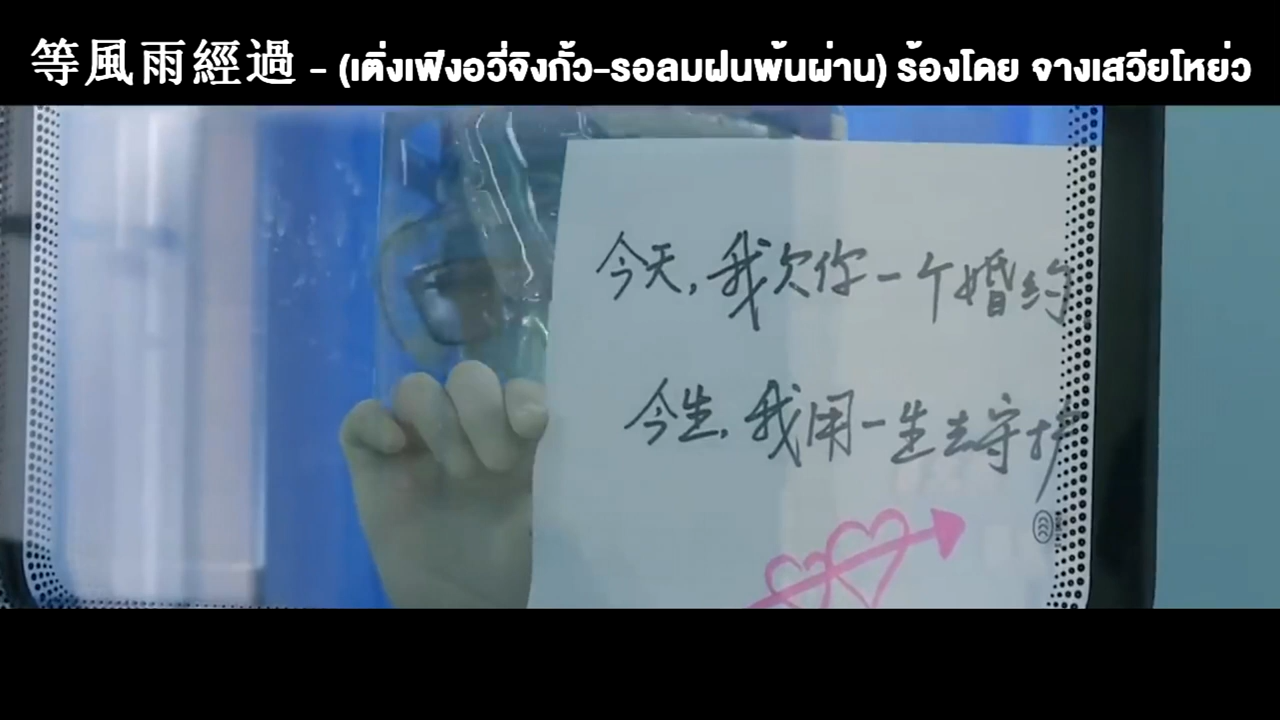 等風雨經過 - (เติ่งเฟิงอวี่จิงกั้ว-รอลมฝนพ้นผ่าน) ร้องโดย จางเสวียโหย่ว
今天,我欠你一个婚约.
今生,我用一生去守护